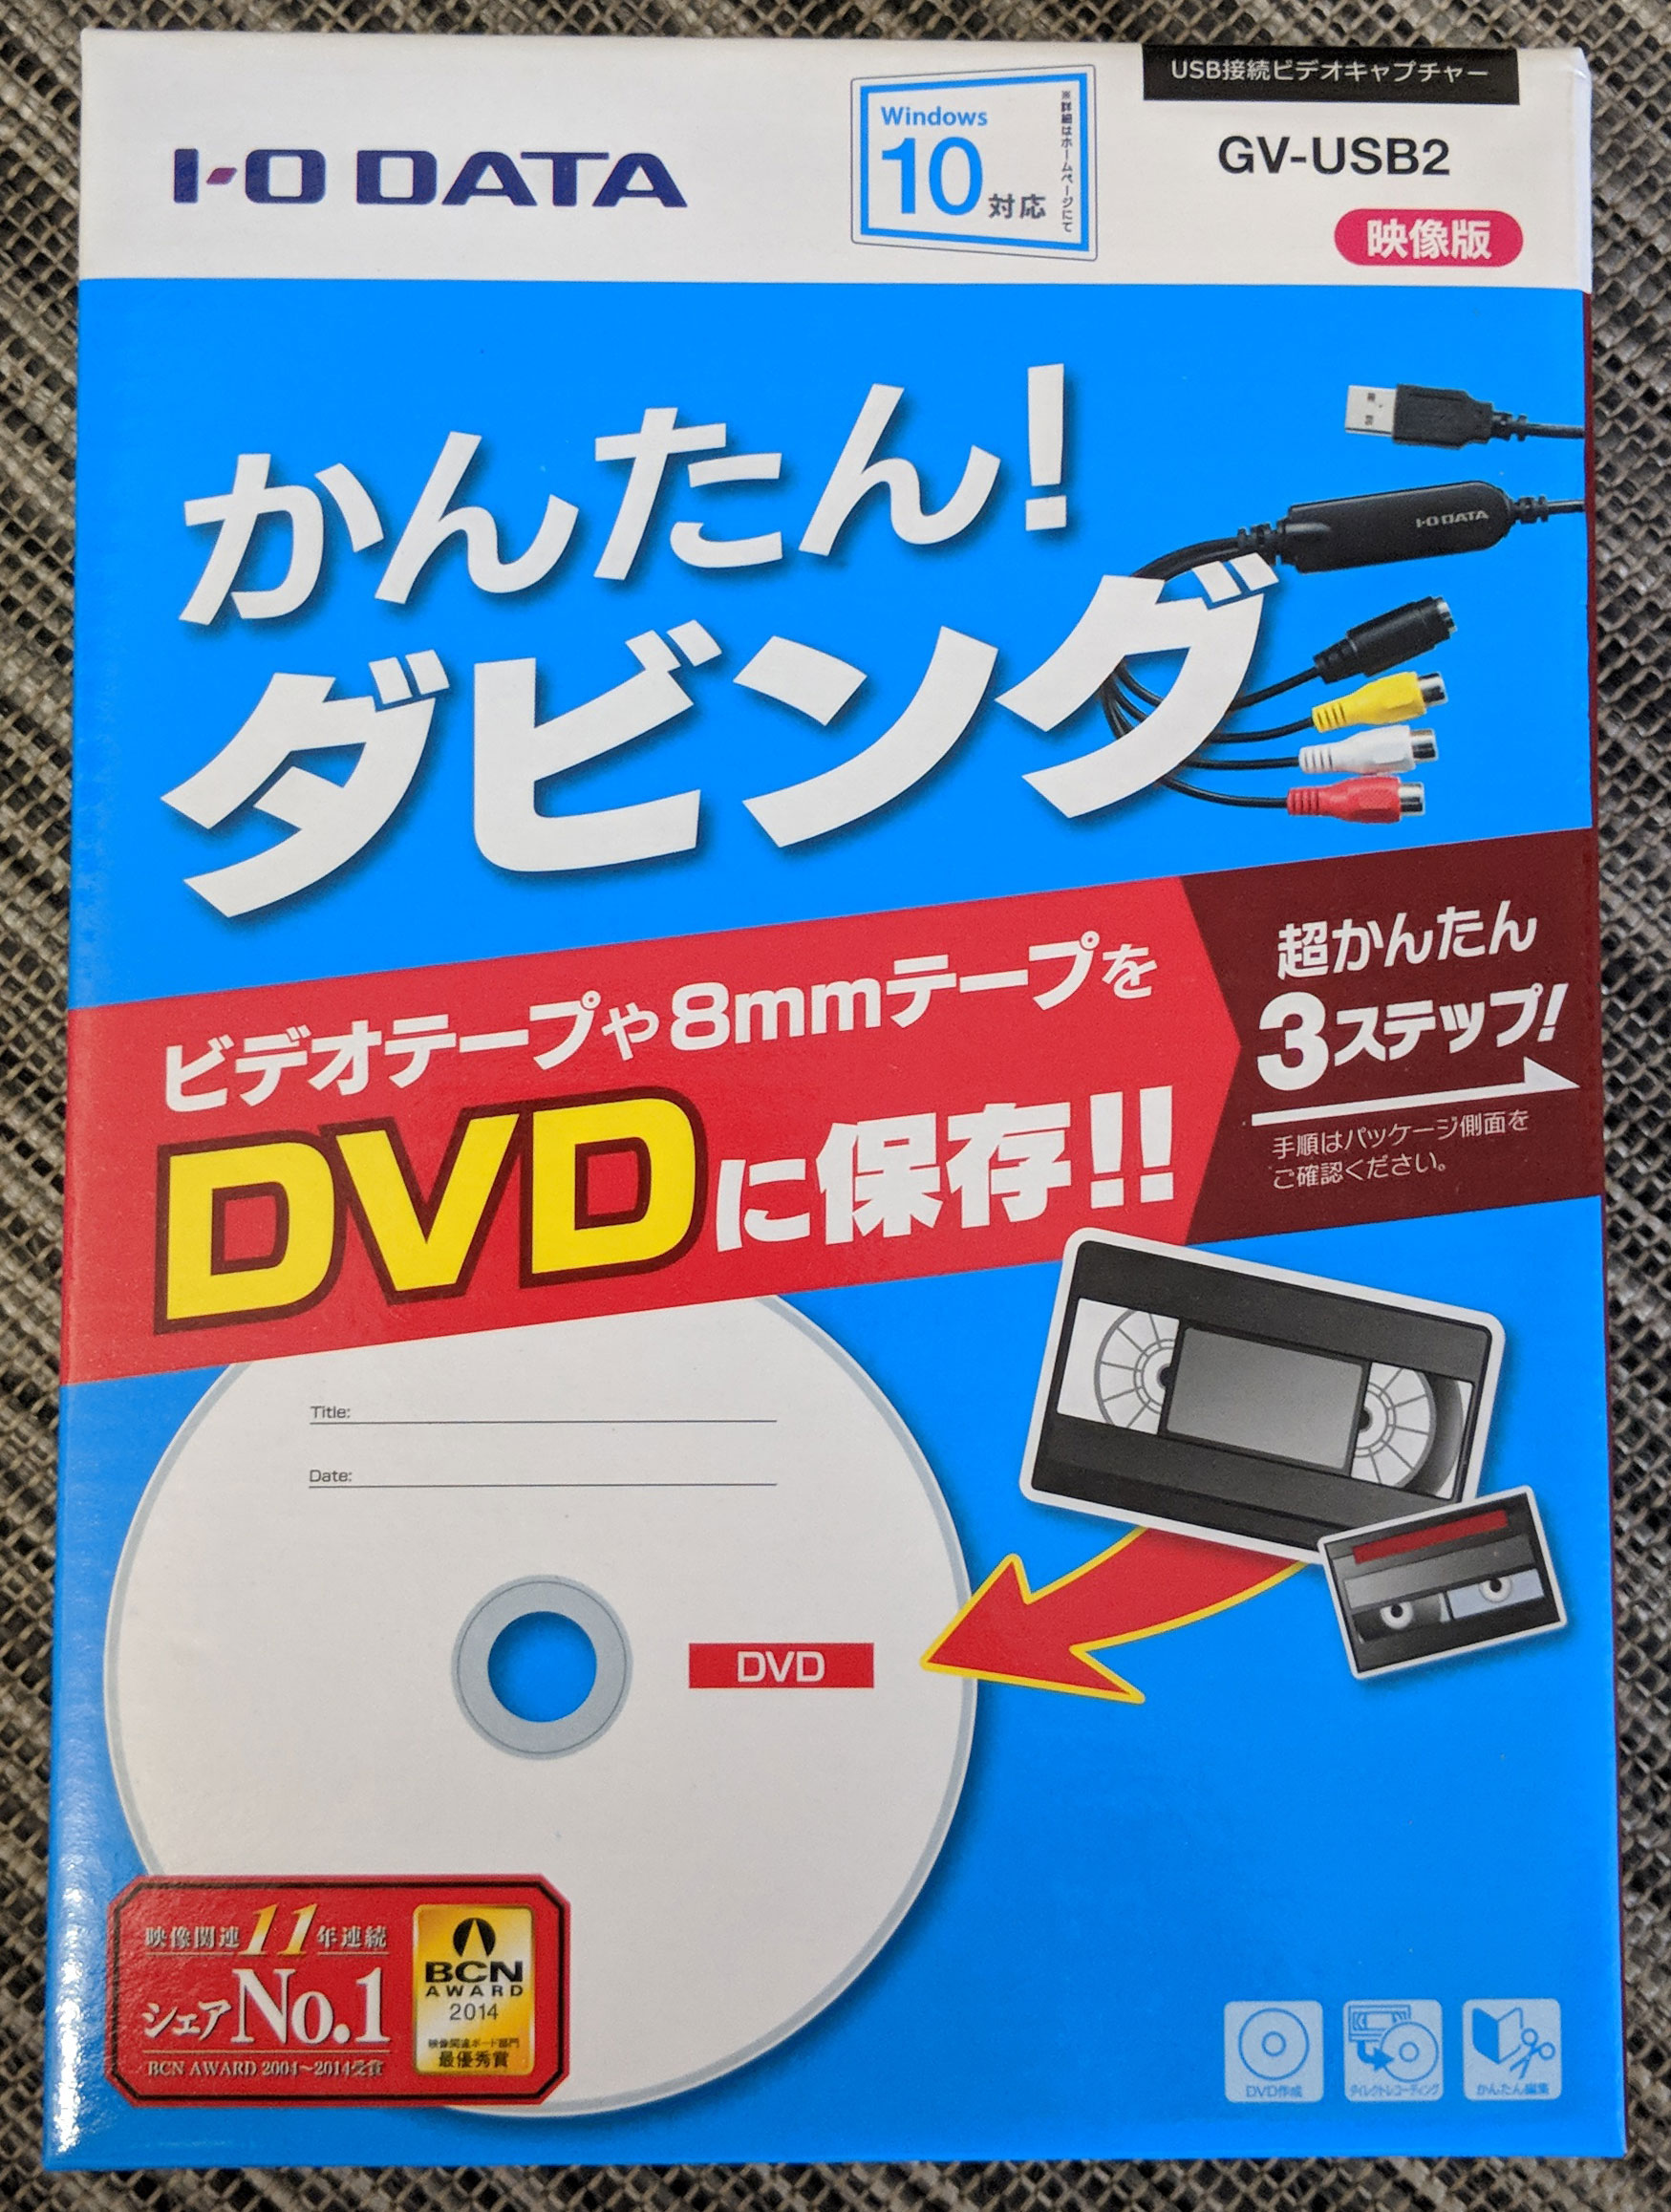 USB接続ビデオキャプチャー
I-O DATA
Windows
10対応
※詳細はホームページにて
GV-USB2
映像版
かんたん!
ダビング
I-O DATA
ビデオテープや8mmテープを
DVDに保存!!
超かんたん
3ステップ!
手順はパッケージ側面を
ご確認ください。
Title:
Date:
DVD
映像関連11年連続
シェアNo.1
BCN AWARD 2004～2014受賞
BCN
AWARD
2014
映像関連ボード部門
最優秀賞
DVD作成
ダイレクトレコーディング
かんたん編集